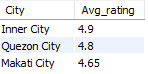 City Avg_rating
Inner City 4.9
Quezon City 4.8
Makati City 4.65